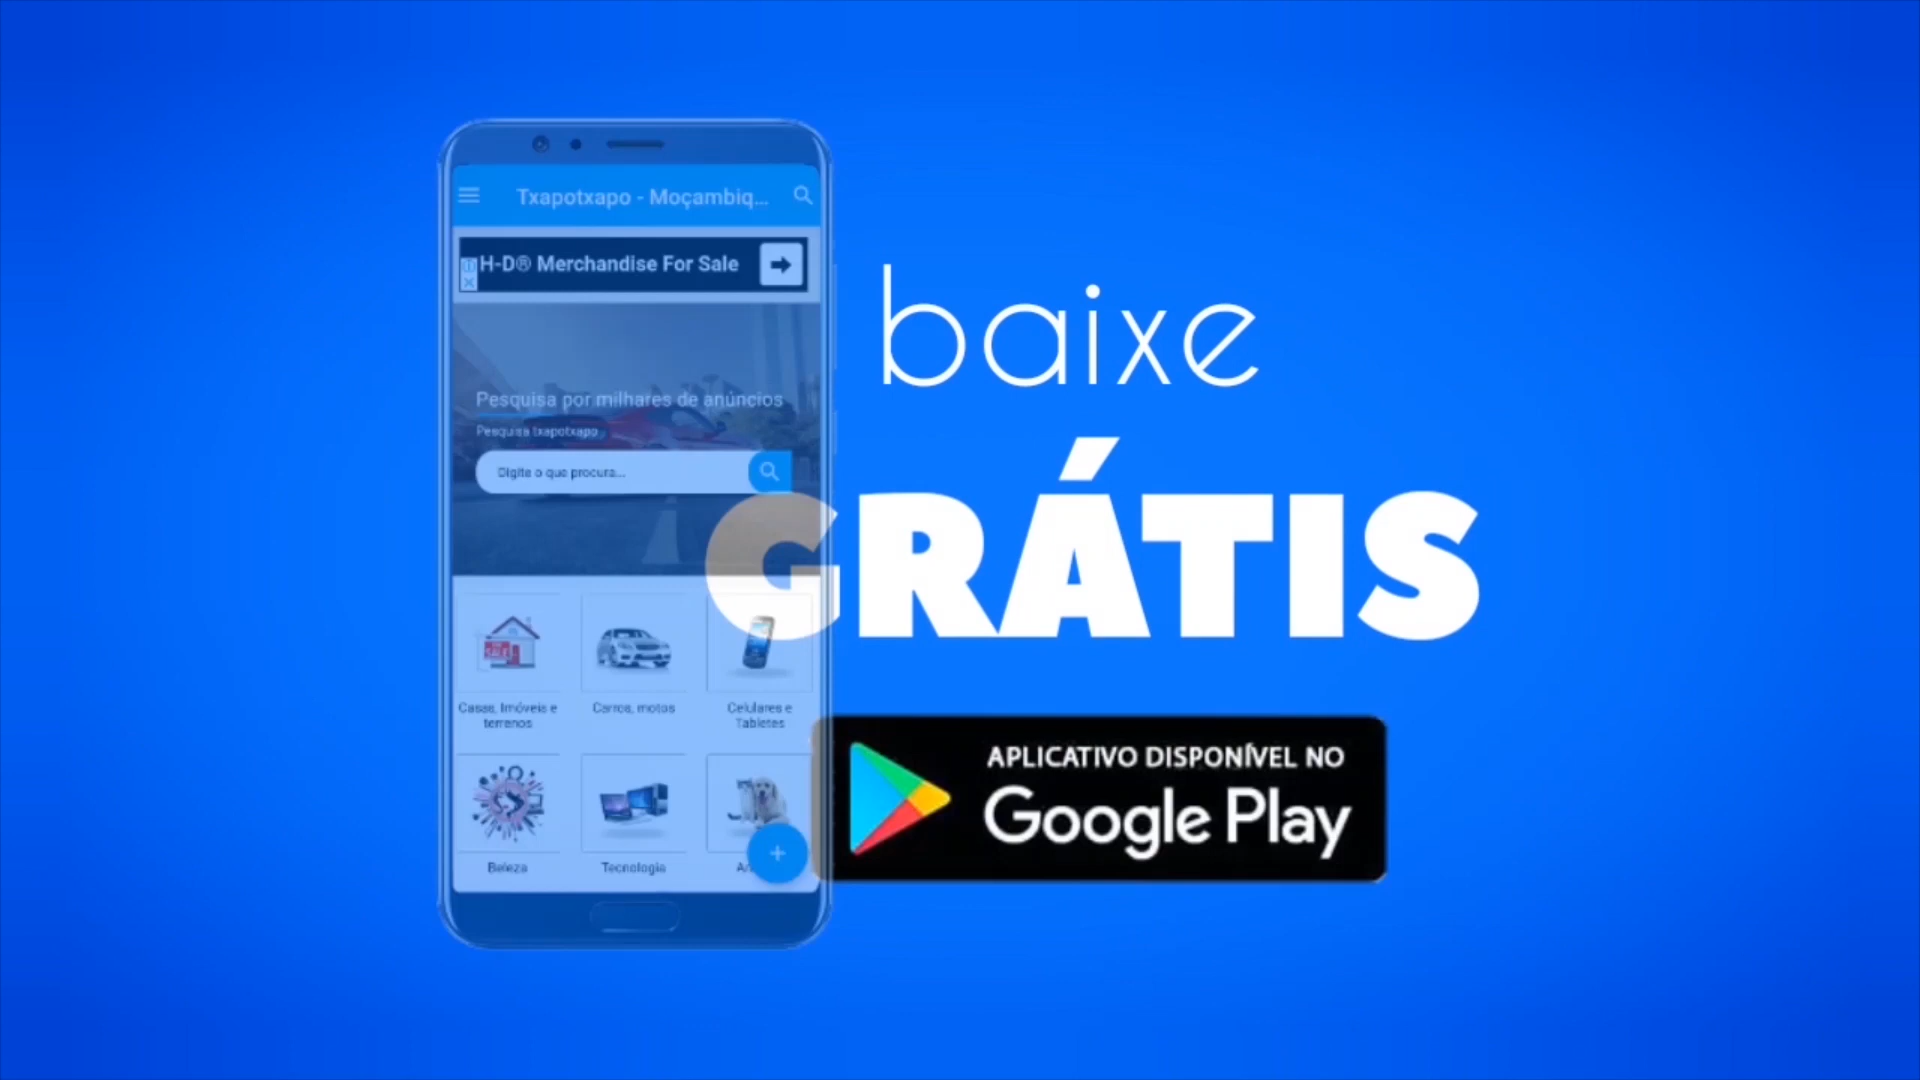 Txapotxapo - Moçambiq...
H-D® Merchandise For Sale
Pesquisa por milhares de anúncios
Pesquisa txapotxapo
Digite o que procura...
Casas, Imóveis e
terrenos
Carros, motos
Celulares e
Tabletes
Beleza
Tecnologia
baixe
GRÁTIS
APLICATIVO DISPONÍVEL NO
Google Play